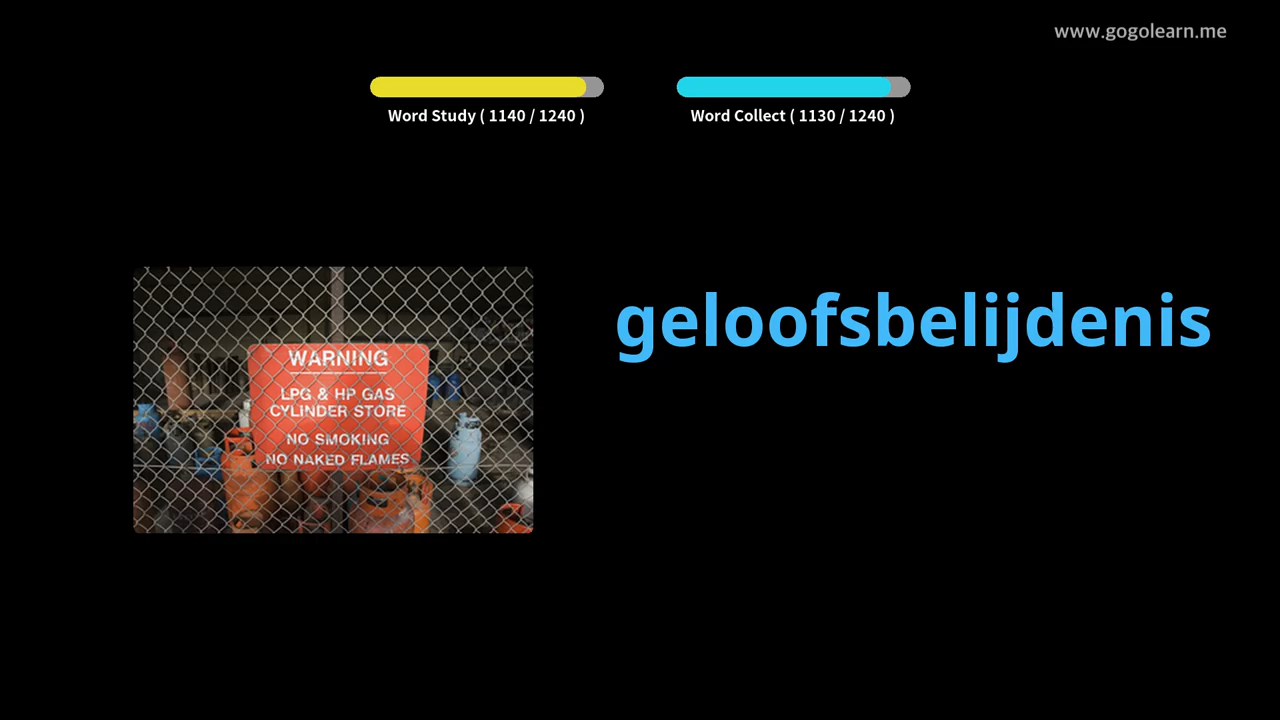 www.gogolearn.me
Word Study ( 1140 / 1240 )
Word Collect ( 1130 / 1240 )
geloofsbelijdenis
WARNING
LPG & HP GAS
CYLINDER STORE
NO SMOKING
NO NAKED FLAMES